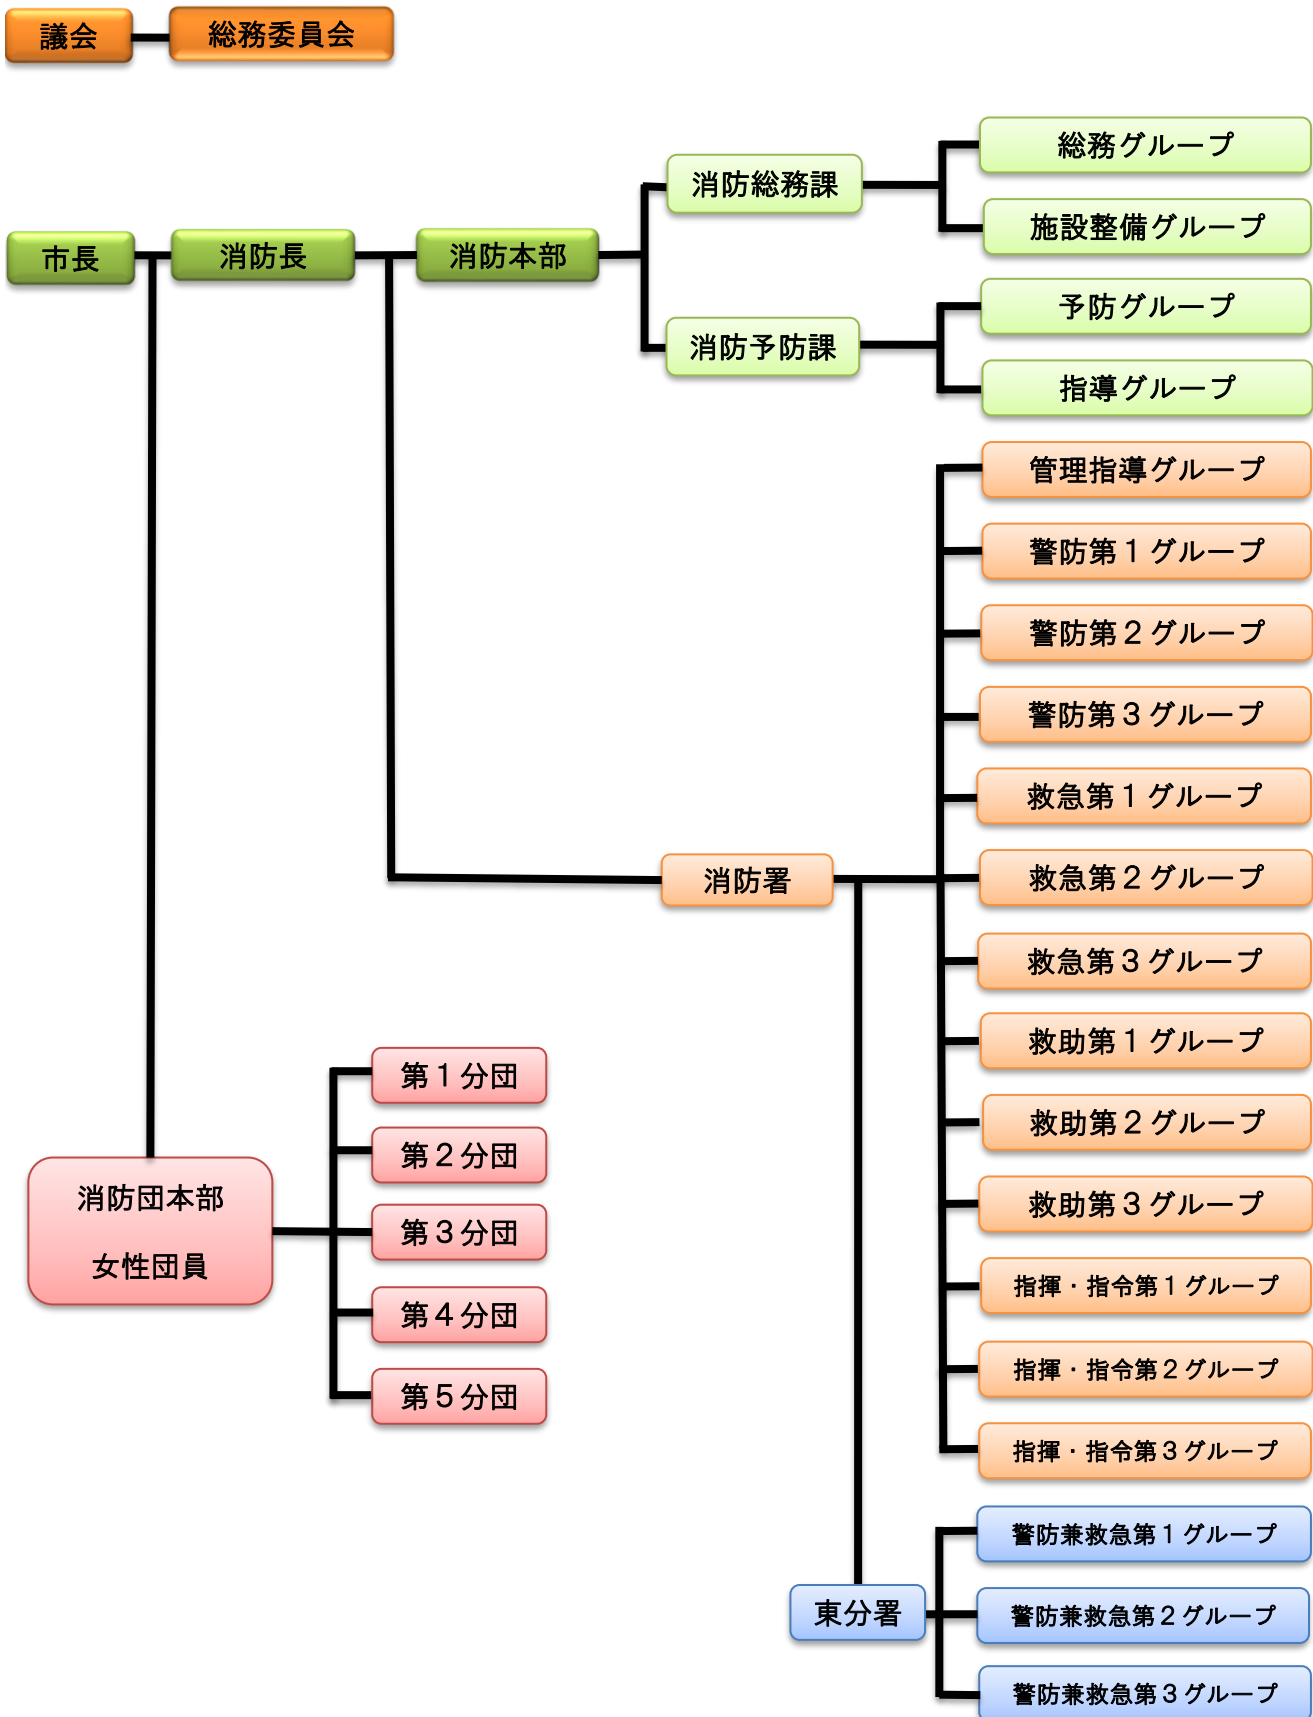 議会
総務委員会
市長
消防長
消防本部
消防総務課
総務グループ
施設整備グループ
消防予防課
予防グループ
指導グループ
消防署
管理指導グループ
警防第１グループ
警防第２グループ
警防第３グループ
救急第１グループ
救急第２グループ
救急第３グループ
救助第１グループ
救助第２グループ
救助第３グループ
指揮・指令第１グループ
指揮・指令第２グループ
指揮・指令第３グループ
東分署
警防兼救急第１グループ
警防兼救急第２グループ
警防兼救急第３グループ
消防団本部
女性団員
第１分団
第２分団
第３分団
第４分団
第５分団